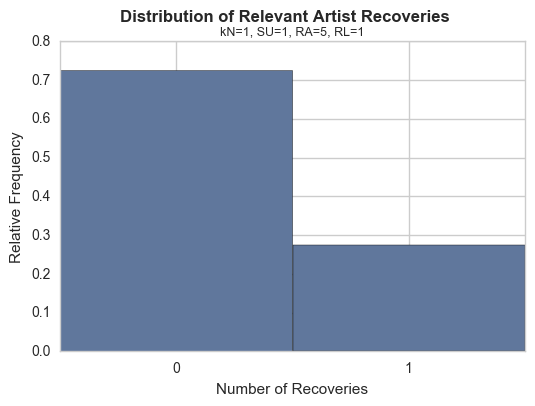 Distribution of Relevant Artist Recoveries
kN=1, SU=1, RA=5, RL=1
0.8
0.7
0.6
0.5
0.4
0.3
0.2
0.1
0.0
Relative Frequency
0 1
Number of Recoveries